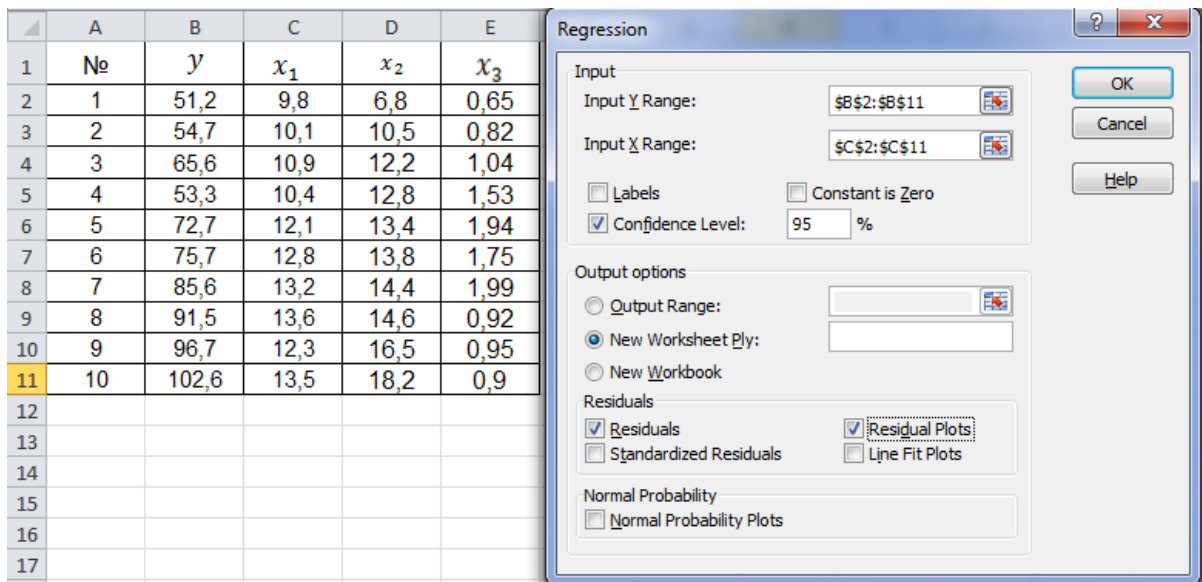 A B C D E
1 № y x₁ x₂ x₃
2 1 51,2 9,8 6,8 0,65
3 2 54,7 10,1 10,5 0,82
4 3 65,6 10,9 12,2 1,04
5 4 53,3 10,4 12,8 1,53
6 5 72,7 12,1 13,4 1,94
7 6 75,7 12,8 13,8 1,75
8 7 85,6 13,2 14,4 1,99
9 8 91,5 13,6 14,6 0,92
10 9 96,7 12,3 16,5 0,95
11 10 102,6 13,5 18,2 0,9
12
13
14
15
16
17
Regression
Input
Input Y Range: $B$2:$B$11
Input X Range: $C$2:$C$11
Labels Constant is Zero
Confidence Level: 95 %
Output options
Output Range:
New Worksheet Ply:
New Workbook
Residuals
Residuals Residual Plots
Standardized Residuals Line Fit Plots
Normal Probability
Normal Probability Plots
?
X
OK
Cancel
Help